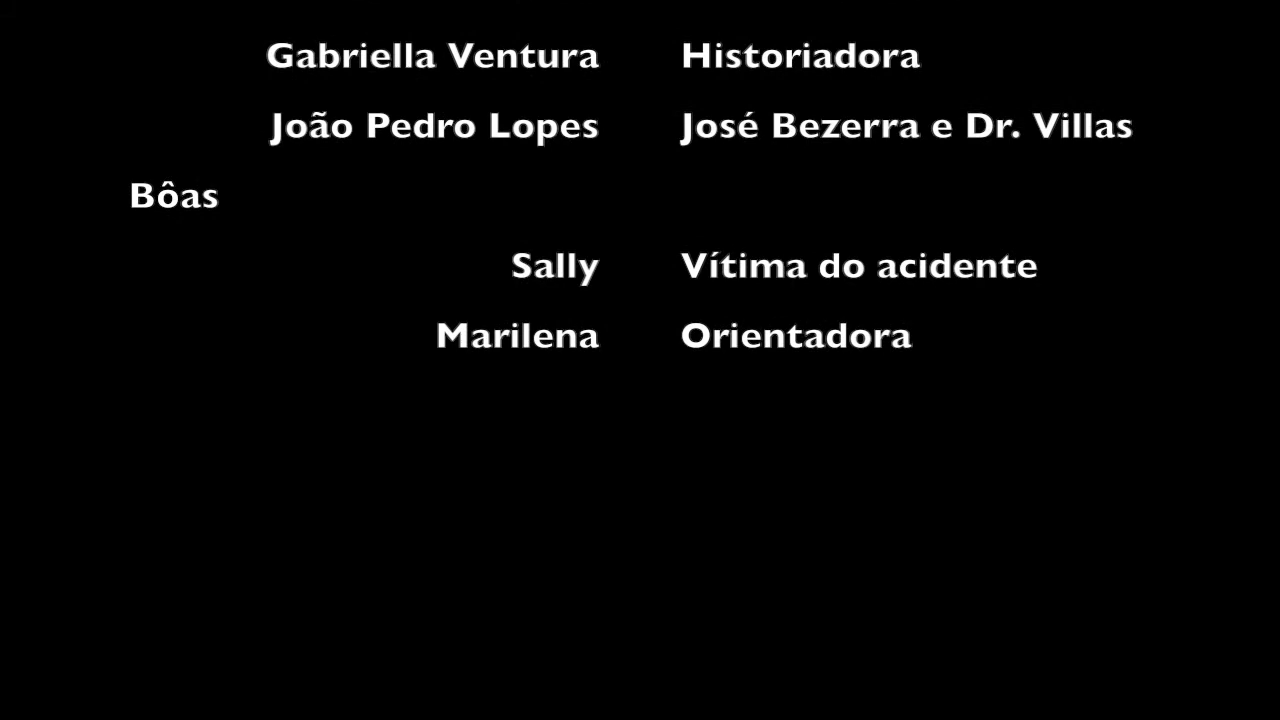 Gabriella Ventura Historiadora
João Pedro Lopes José Bezerra e Dr. Villas
Bôas
Sally Vítima do acidente
Marilena Orientadora